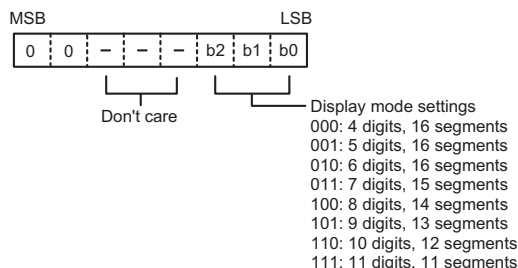 MSB LSB
0 0 – – – b2 b1 b0
Don't care
Display mode settings
000: 4 digits, 16 segments
001: 5 digits, 16 segments
010: 6 digits, 16 segments
011: 7 digits, 15 segments
100: 8 digits, 14 segments
101: 9 digits, 13 segments
110: 10 digits, 12 segments
111: 11 digits, 11 segments